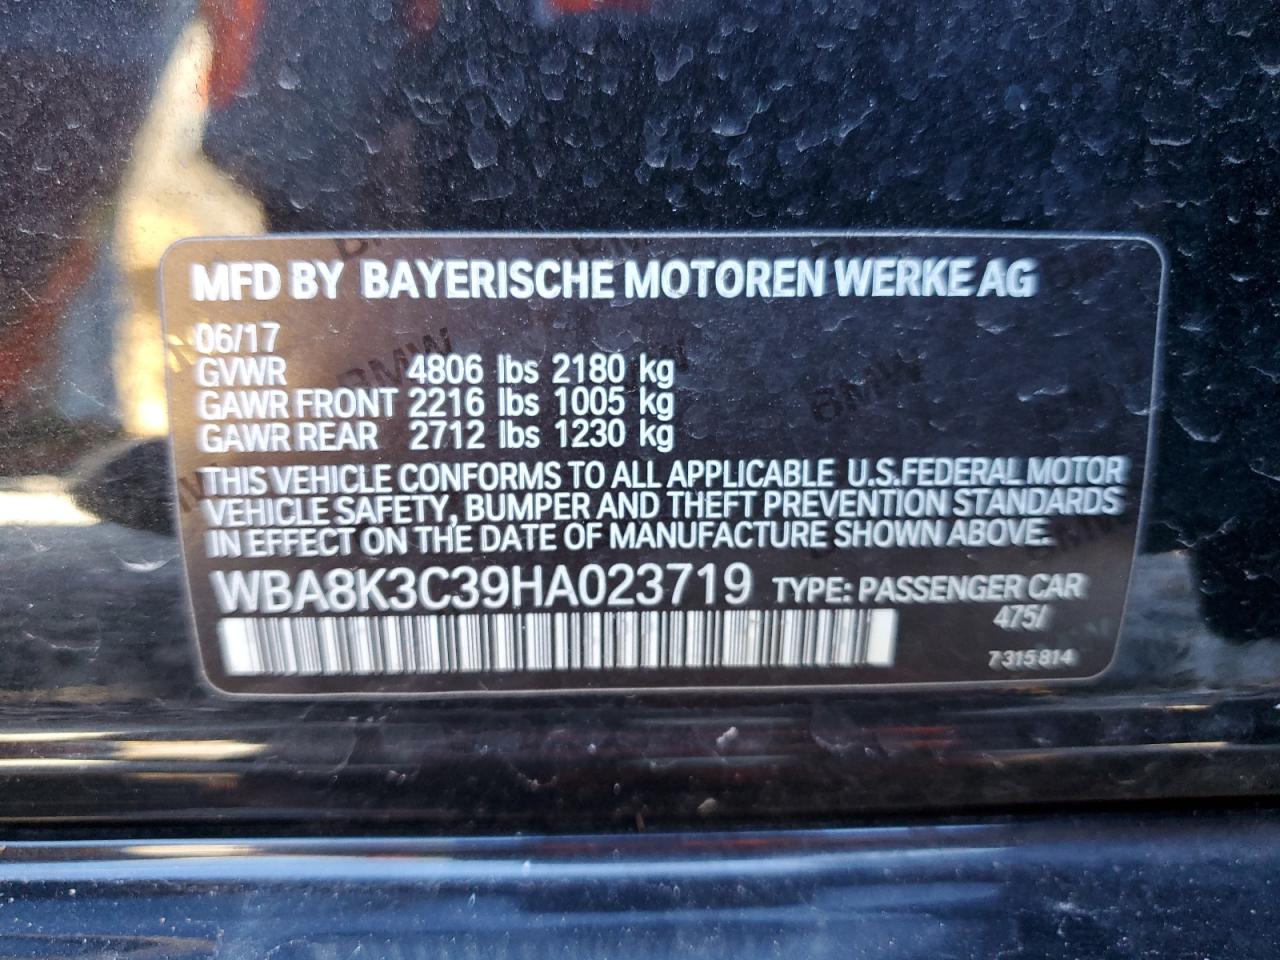 MFD BY BAYERISCHE MOTOREN WERKE AG
06/17
GVWR 4806 lbs 2180 kg
GAWR FRONT 2216 lbs 1005 kg
GAWR REAR 2712 lbs 1230 kg
THIS VEHICLE CONFORMS TO ALL APPLICABLE U.S.FEDERAL MOTOR
VEHICLE SAFETY, BUMPER AND THEFT PREVENTION STANDARDS
IN EFFECT ON THE DATE OF MANUFACTURE SHOWN ABOVE.
WBA8K3C39HA023719 TYPE: PASSENGER CAR
475/
7 315 814